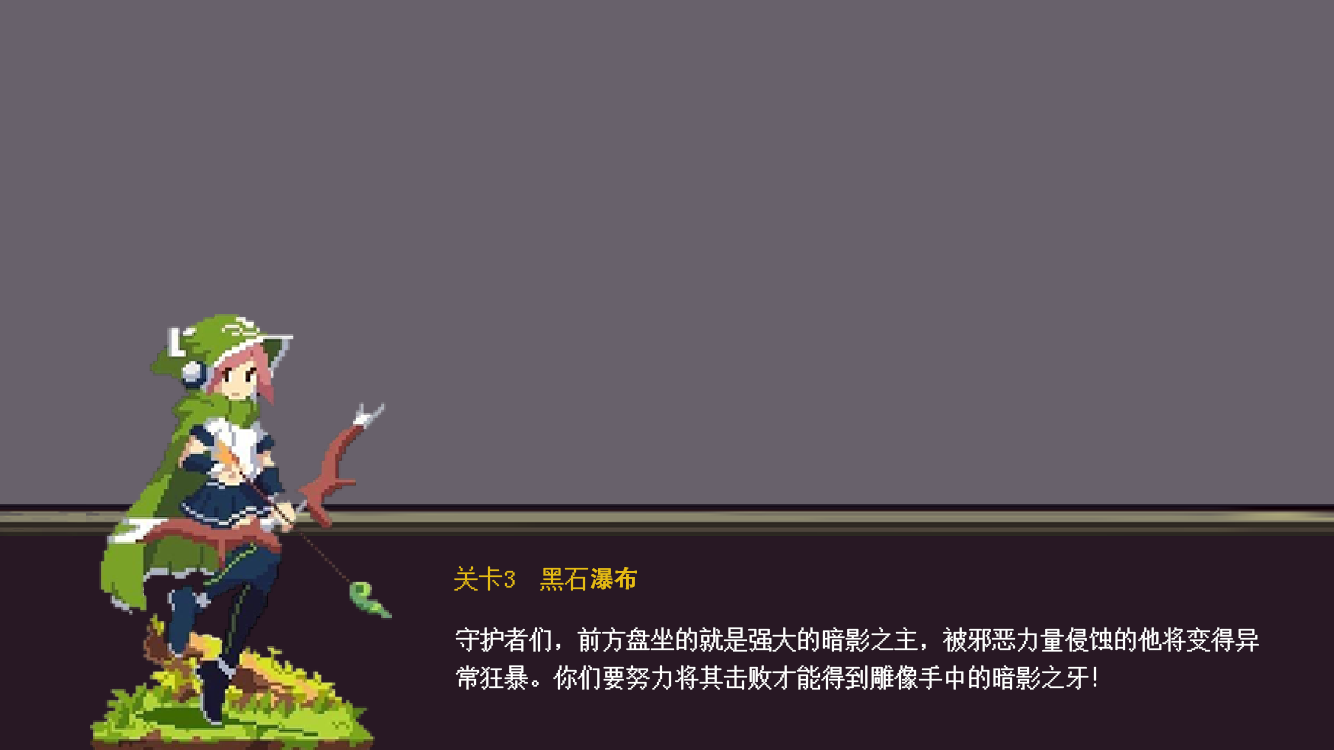 关卡3 黑石瀑布
守护者们，前方盘坐的就是强大的暗影之主，被邪恶力量侵蚀的他将变得异
常狂暴。你们要努力将其击败才能得到雕像手中的暗影之牙！